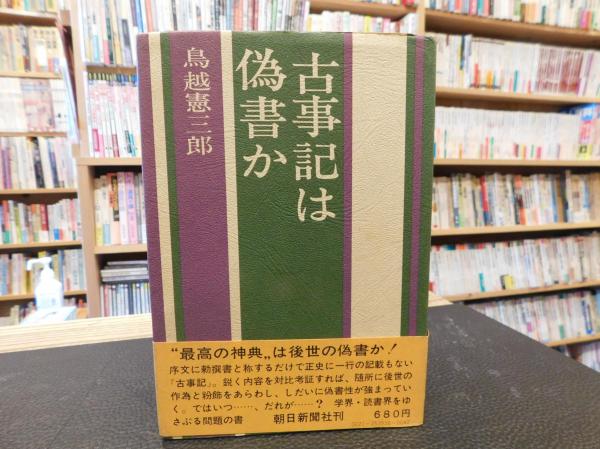 古事記は
偽書か
鳥越憲三郎
“最高の神典„は後世の偽書か！
序文に勅撰書と称するだけで正史に一行の記載もない
『古事記』。鋭く内容を対比考証すれば、随所に後世の
作為と粉飾をあらわし、しだいに偽書性が強まってい
く。ではいつ……、だれが……？　学界・読書界をゆ
さぶる問題の書　朝日新聞社刊　680円